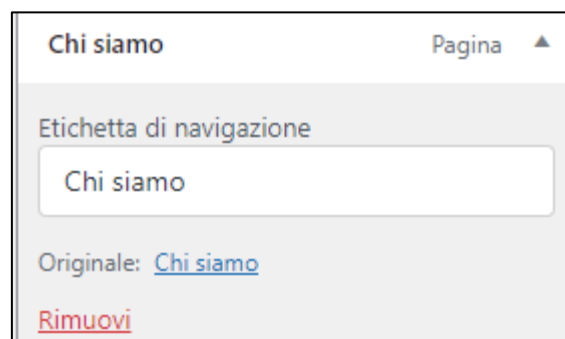 Chi siamo Pagina
Etichetta di navigazione
Chi siamo
Originale: Chi siamo
Rimuovi